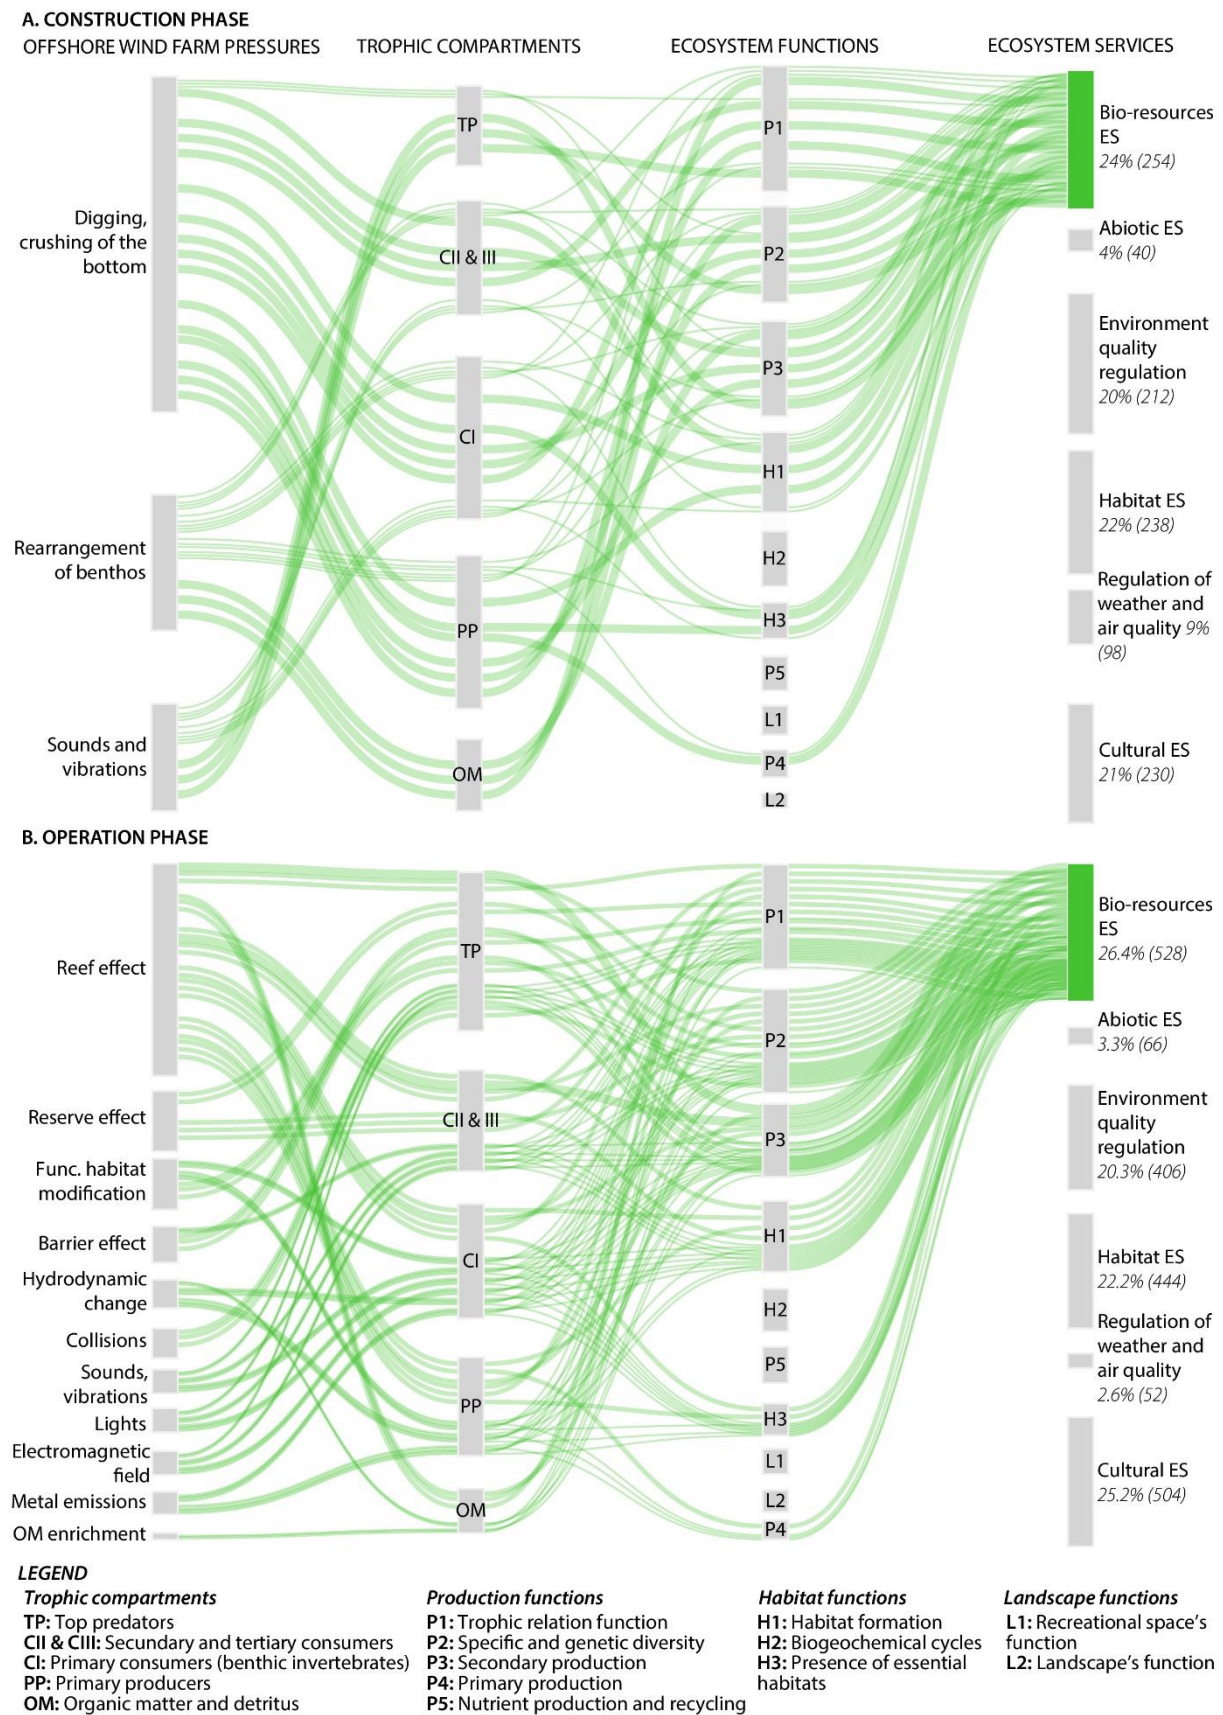 A. CONSTRUCTION PHASE
OFFSHORE WIND FARM PRESSURES
TROPHIC COMPARTMENTS
ECOSYSTEM FUNCTIONS
ECOSYSTEM SERVICES
Digging,
crushing of the
bottom
Rearrangement
of benthos
Sounds and
vibrations
TP
CII & III
CI
PP
OM
P1
P2
P3
H1
H2
H3
P5
L1
P4
L2
Bio-resources
ES
24% (254)
Abiotic ES
4% (40)
Environment
quality
regulation
20% (212)
Habitat ES
22% (238)
Regulation of
weather and
air quality 9%
(98)
Cultural ES
21% (230)
B. OPERATION PHASE
Reef effect
Reserve effect
Func. habitat
modification
Barrier effect
Hydrodynamic
change
Collisions
Sounds,
vibrations
Lights
Electromagnetic
field
Metal emissions
OM enrichment
TP
CII & III
CI
PP
OM
P1
P2
P3
H1
H2
P5
H3
L1
L2
P4
Bio-resources
ES
26.4% (528)
Abiotic ES
3.3% (66)
Environment
quality
regulation
20.3% (406)
Habitat ES
22.2% (444)
Regulation of
weather and
air quality
2.6% (52)
Cultural ES
25.2% (504)
LEGEND
Trophic compartments
TP: Top predators
CII & CIII: Secundary and tertiary consumers
CI: Primary consumers (benthic invertebrates)
PP: Primary producers
OM: Organic matter and detritus
Production functions
P1: Trophic relation function
P2: Specific and genetic diversity
P3: Secondary production
P4: Primary production
P5: Nutrient production and recycling
Habitat functions
H1: Habitat formation
H2: Biogeochemical cycles
H3: Presence of essential
habitats
Landscape functions
L1: Recreational space's
function
L2: Landscape's function